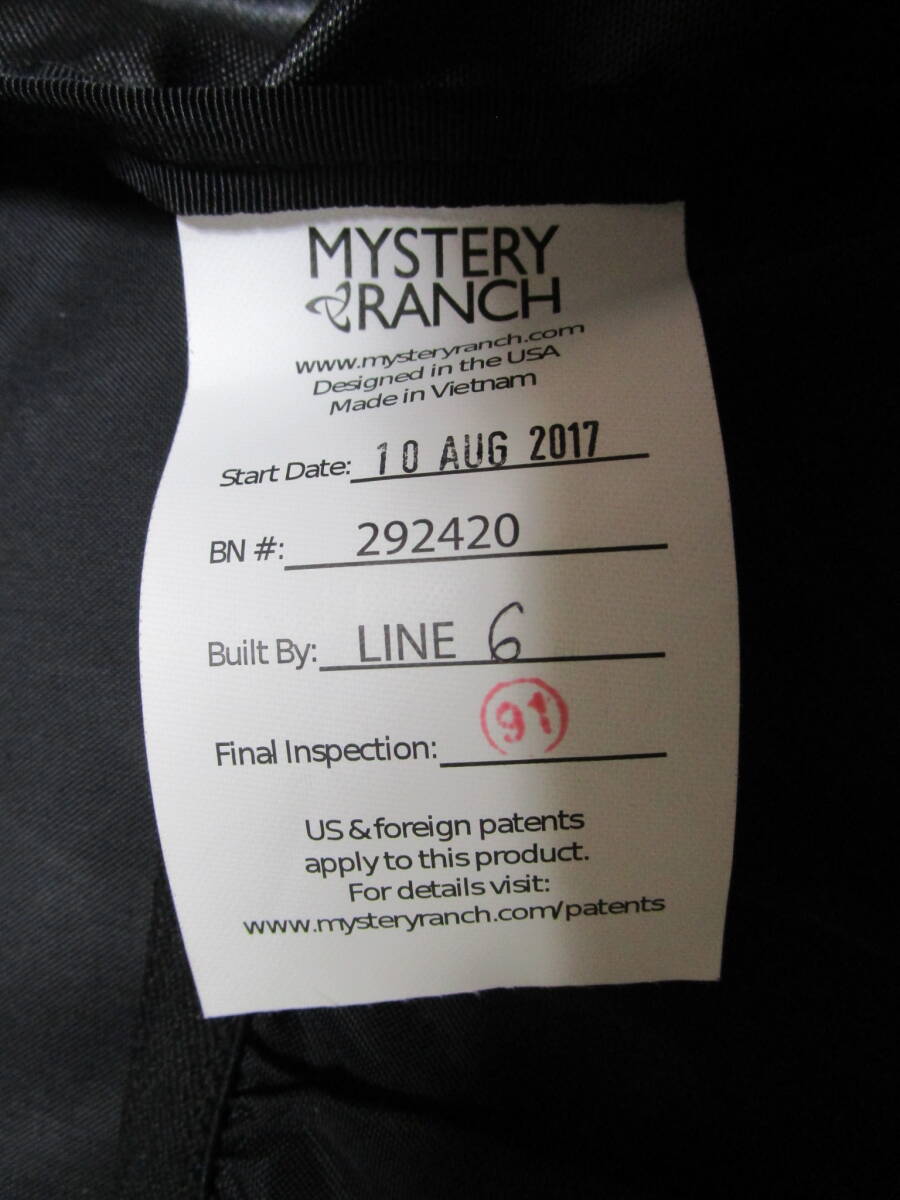 MYSTERY
RANCH
www.mysteryranch.com
Designed in the USA
Made in Vietnam
Start Date: 10 AUG 2017
BN #: 292420
Built By: LINE 6
Final Inspection: 91
US & foreign patents
apply to this product.
For details visit:
www.mysteryranch.com/patents